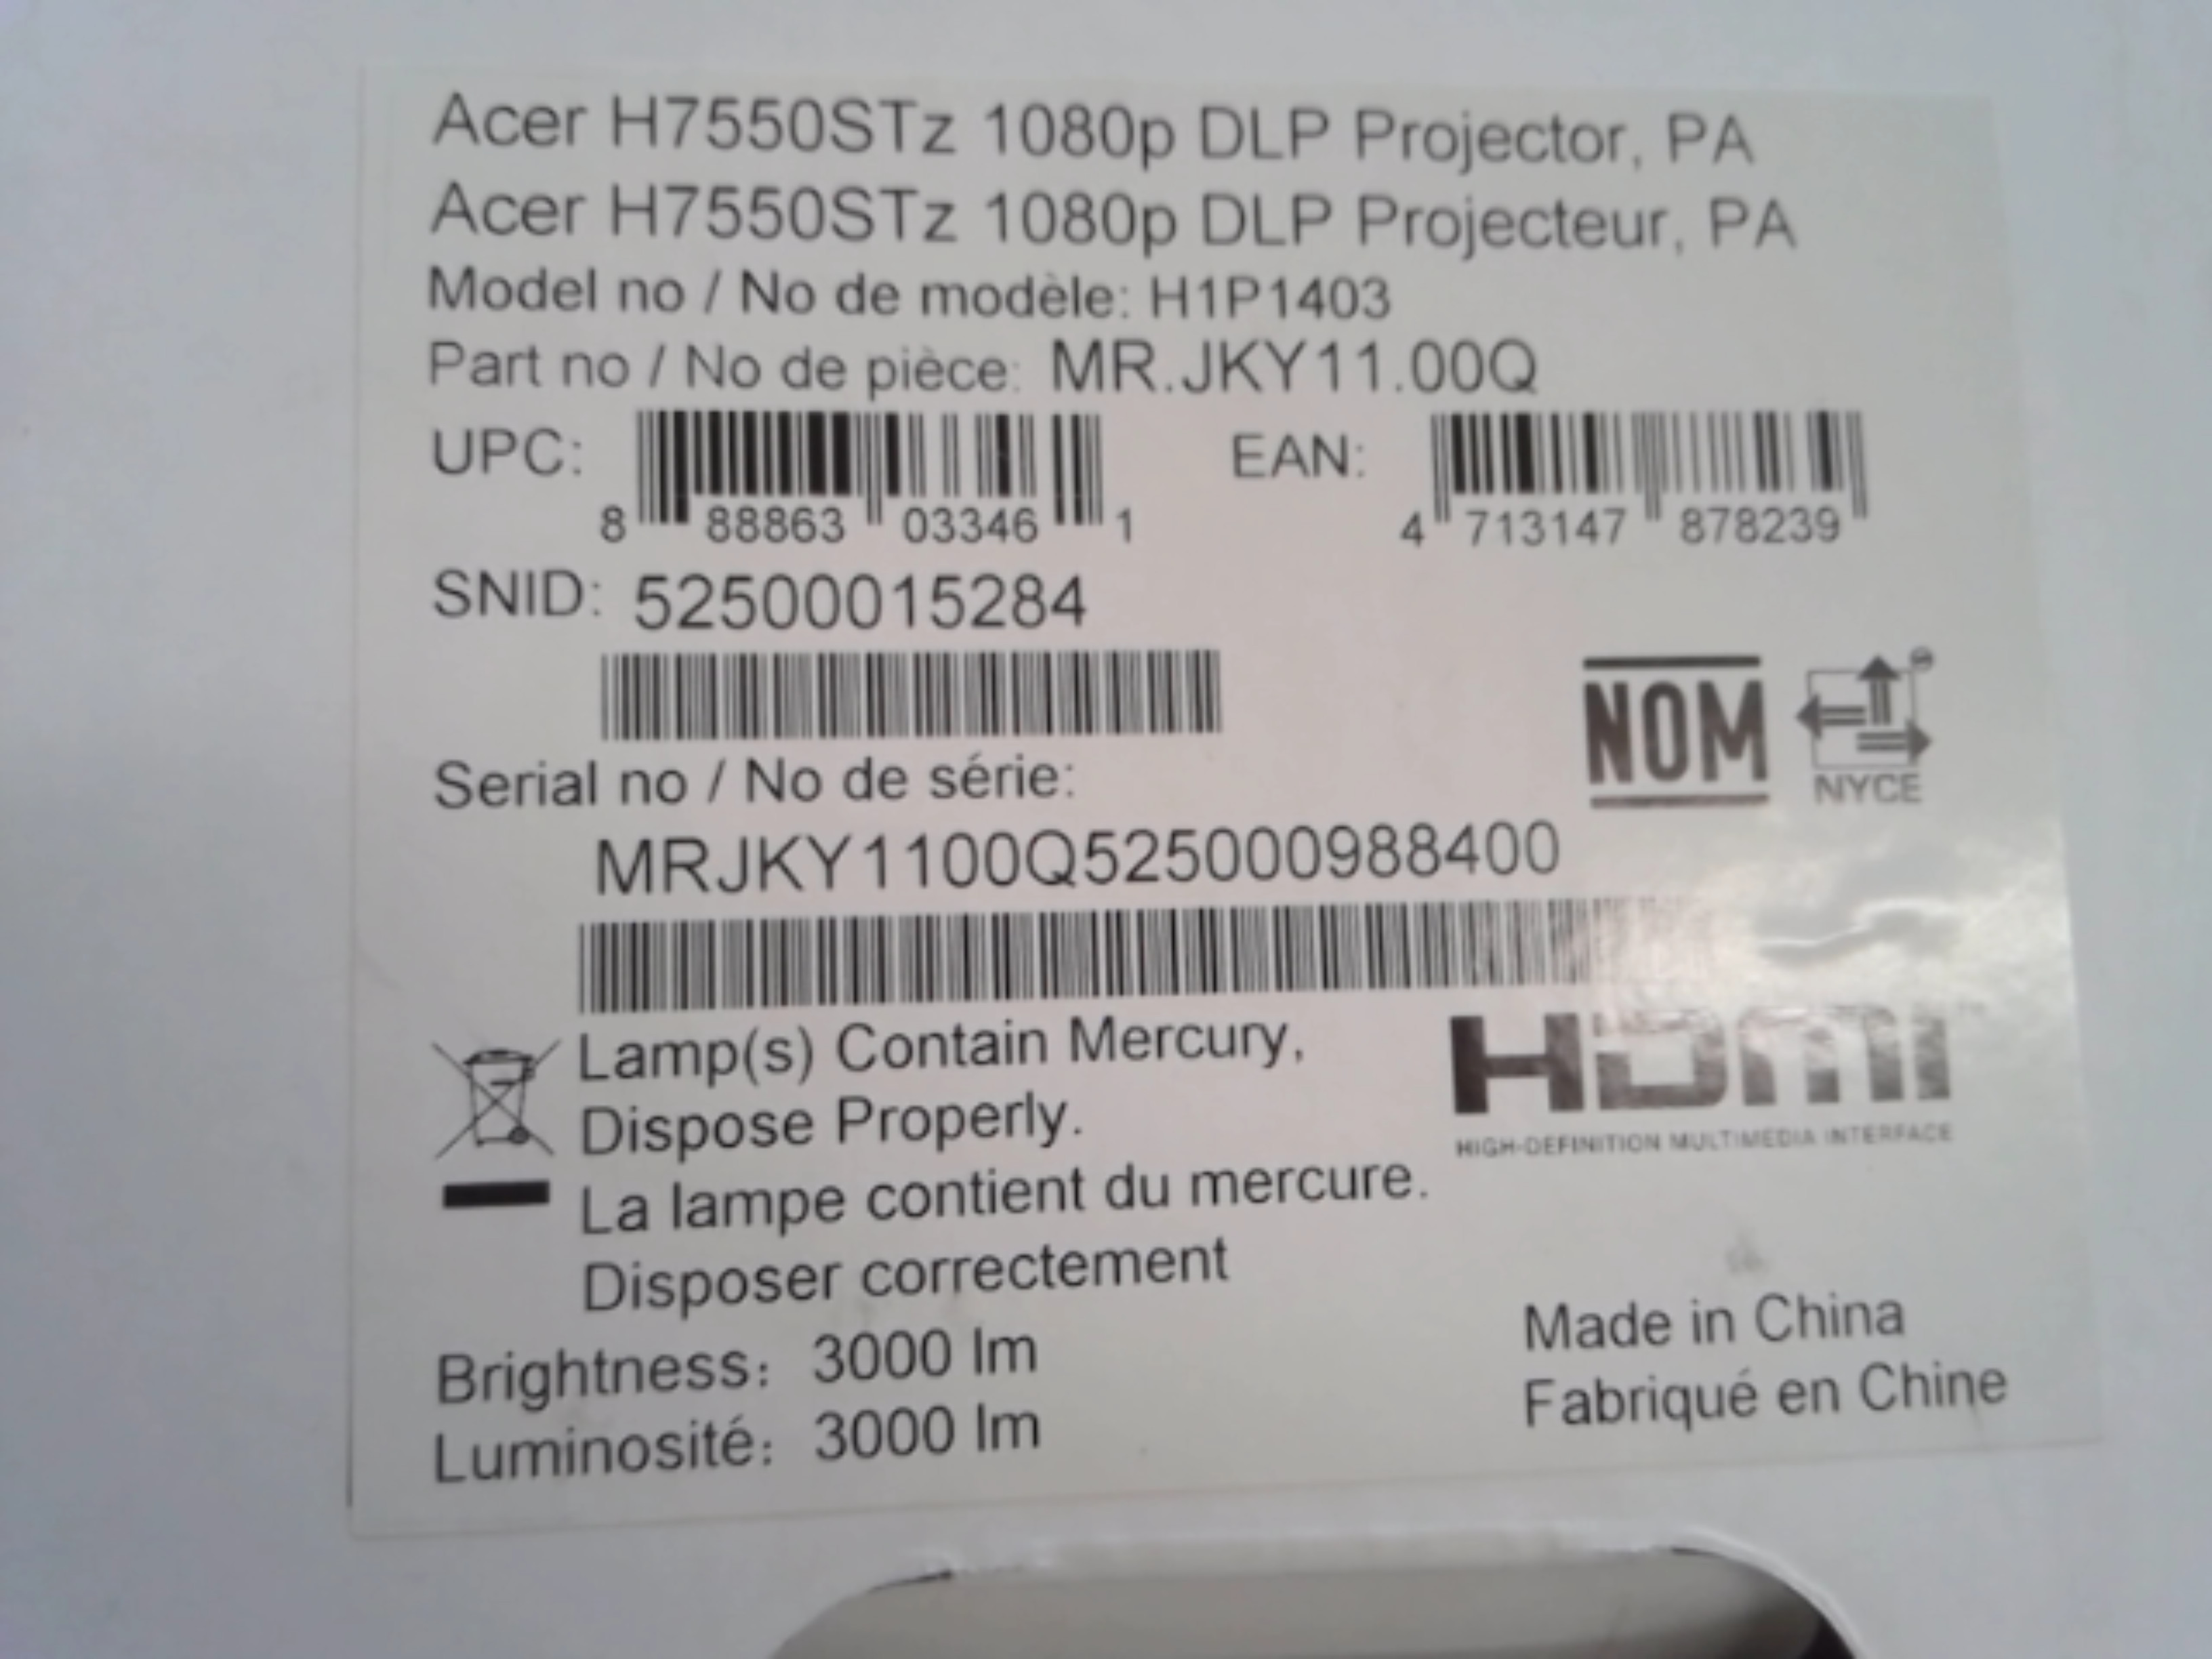 Acer H7550STz 1080p DLP Projector, PA
Acer H7550STz 1080p DLP Projecteur, PA
Model no / No de modèle: H1P1403
Part no / No de pièce: MR.JKY11.00Q
UPC: 8 88863 03346 1 EAN: 4 713147 878239
SNID: 52500015284
NOM NYCE
Serial no / No de série:
MRJKY1100Q525000988400
Lamp(s) Contain Mercury,
Dispose Properly.
HDMI
HIGH-DEFINITION MULTIMEDIA INTERFACE
La lampe contient du mercure.
Disposer correctement
Brightness: 3000 lm
Luminosité: 3000 lm
Made in China
Fabriqué en Chine